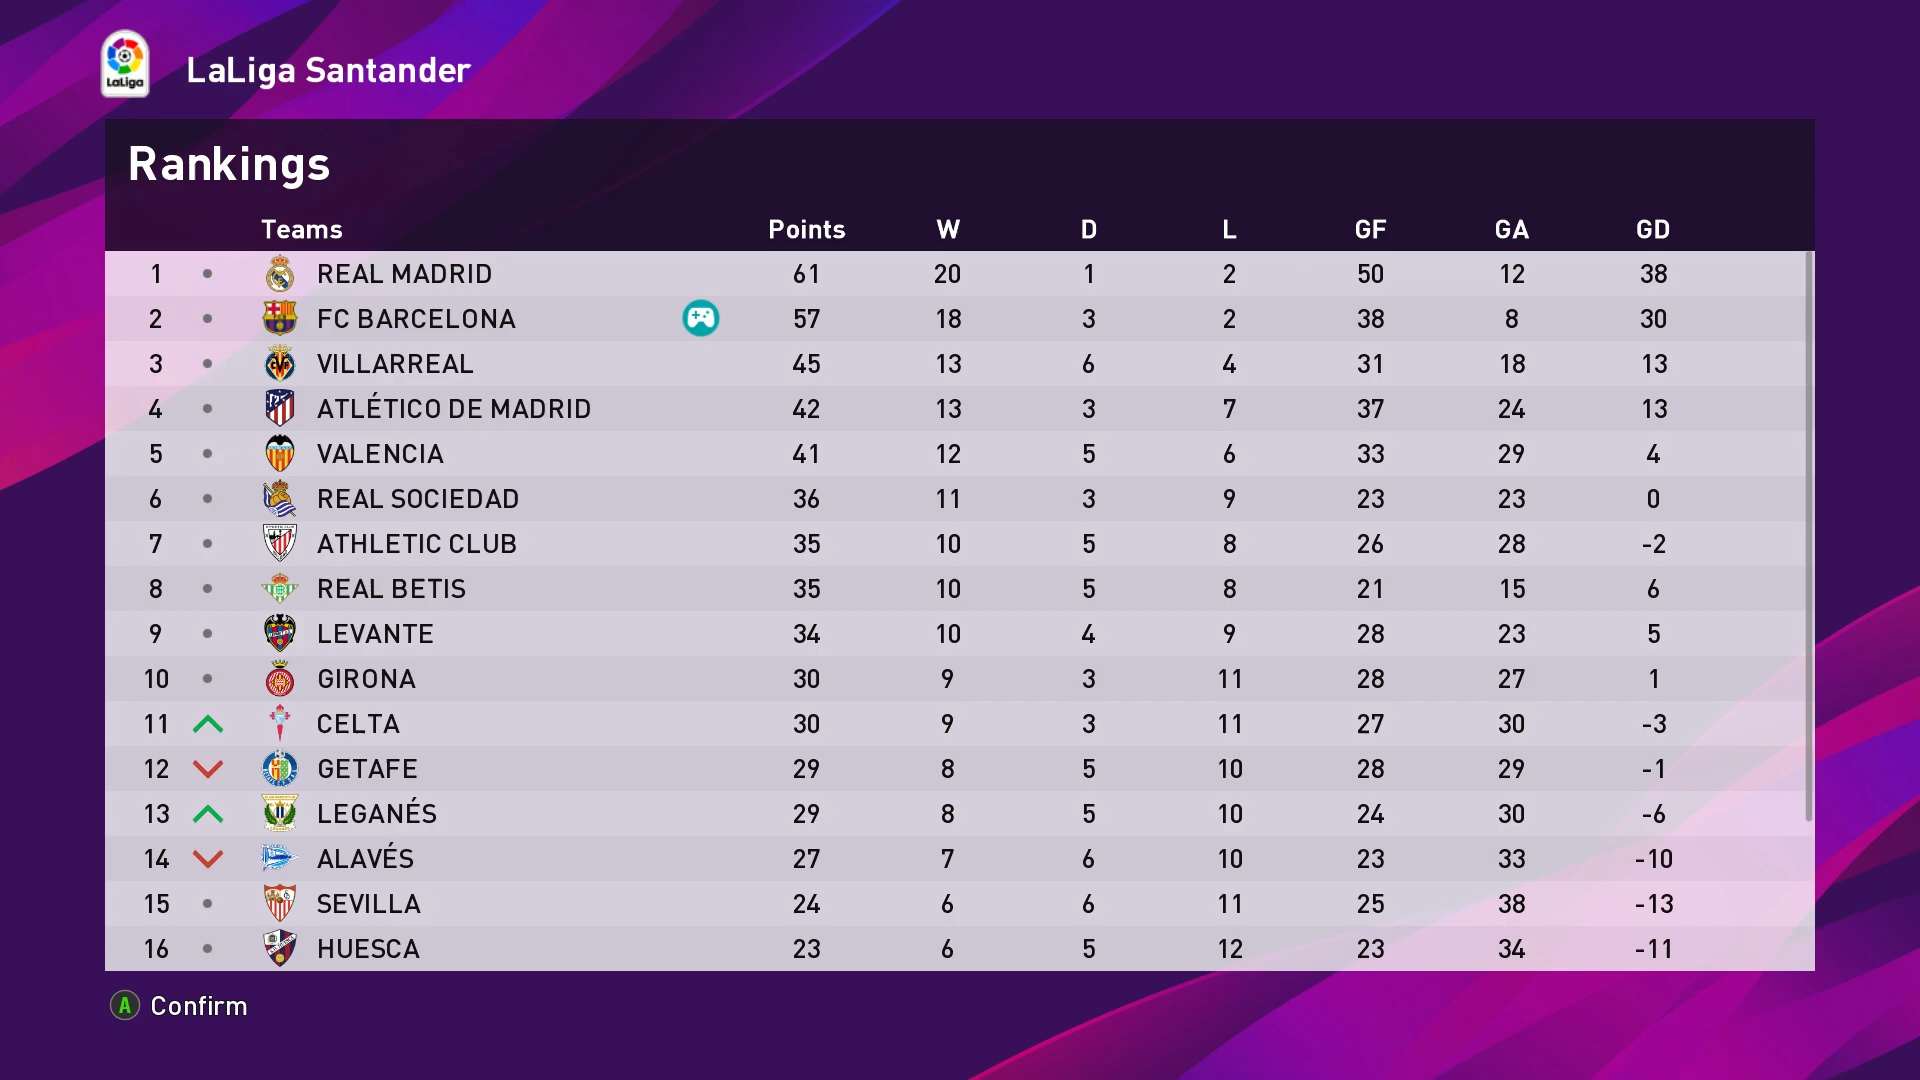 LaLiga
LaLiga Santander
Rankings
Teams Points W D L GF GA GD
1 REAL MADRID 61 20 1 2 50 12 38
2 FC BARCELONA 57 18 3 2 38 8 30
3 VILLARREAL 45 13 6 4 31 18 13
4 ATLÉTICO DE MADRID 42 13 3 7 37 24 13
5 VALENCIA 41 12 5 6 33 29 4
6 REAL SOCIEDAD 36 11 3 9 23 23 0
7 ATHLETIC CLUB 35 10 5 8 26 28 -2
8 REAL BETIS 35 10 5 8 21 15 6
9 LEVANTE 34 10 4 9 28 23 5
10 GIRONA 30 9 3 11 28 27 1
11 CELTA 30 9 3 11 27 30 -3
12 GETAFE 29 8 5 10 28 29 -1
13 LEGANÉS 29 8 5 10 24 30 -6
14 ALAVÉS 27 7 6 10 23 33 -10
15 SEVILLA 24 6 6 11 25 38 -13
16 HUESCA 23 6 5 12 23 34 -11
A Confirm